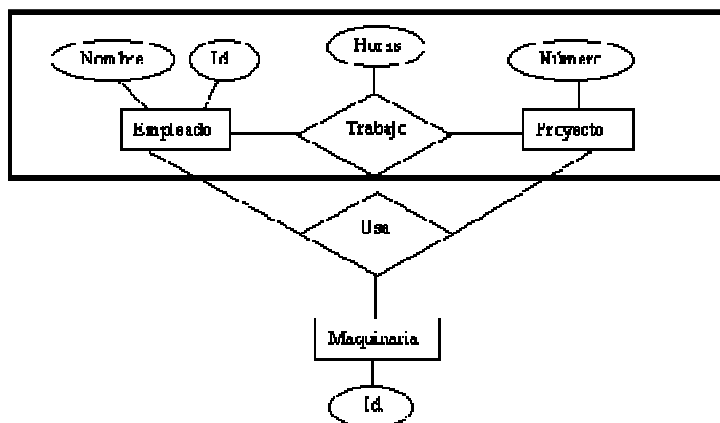 Nombre
Id
Horas
Número
Empleado
Trabajo
Proyecto
Usa
Maquinaria
Id